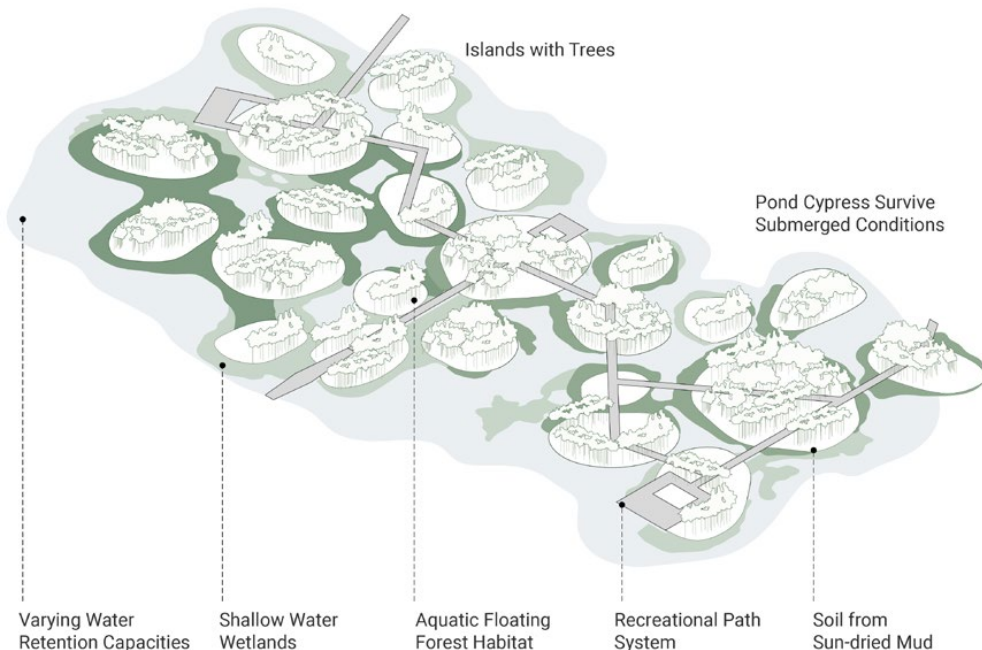 Islands with Trees
Pond Cypress Survive
Submerged Conditions
Varying Water
Retention Capacities
Shallow Water
Wetlands
Aquatic Floating
Forest Habitat
Recreational Path
System
Soil from
Sun-dried Mud